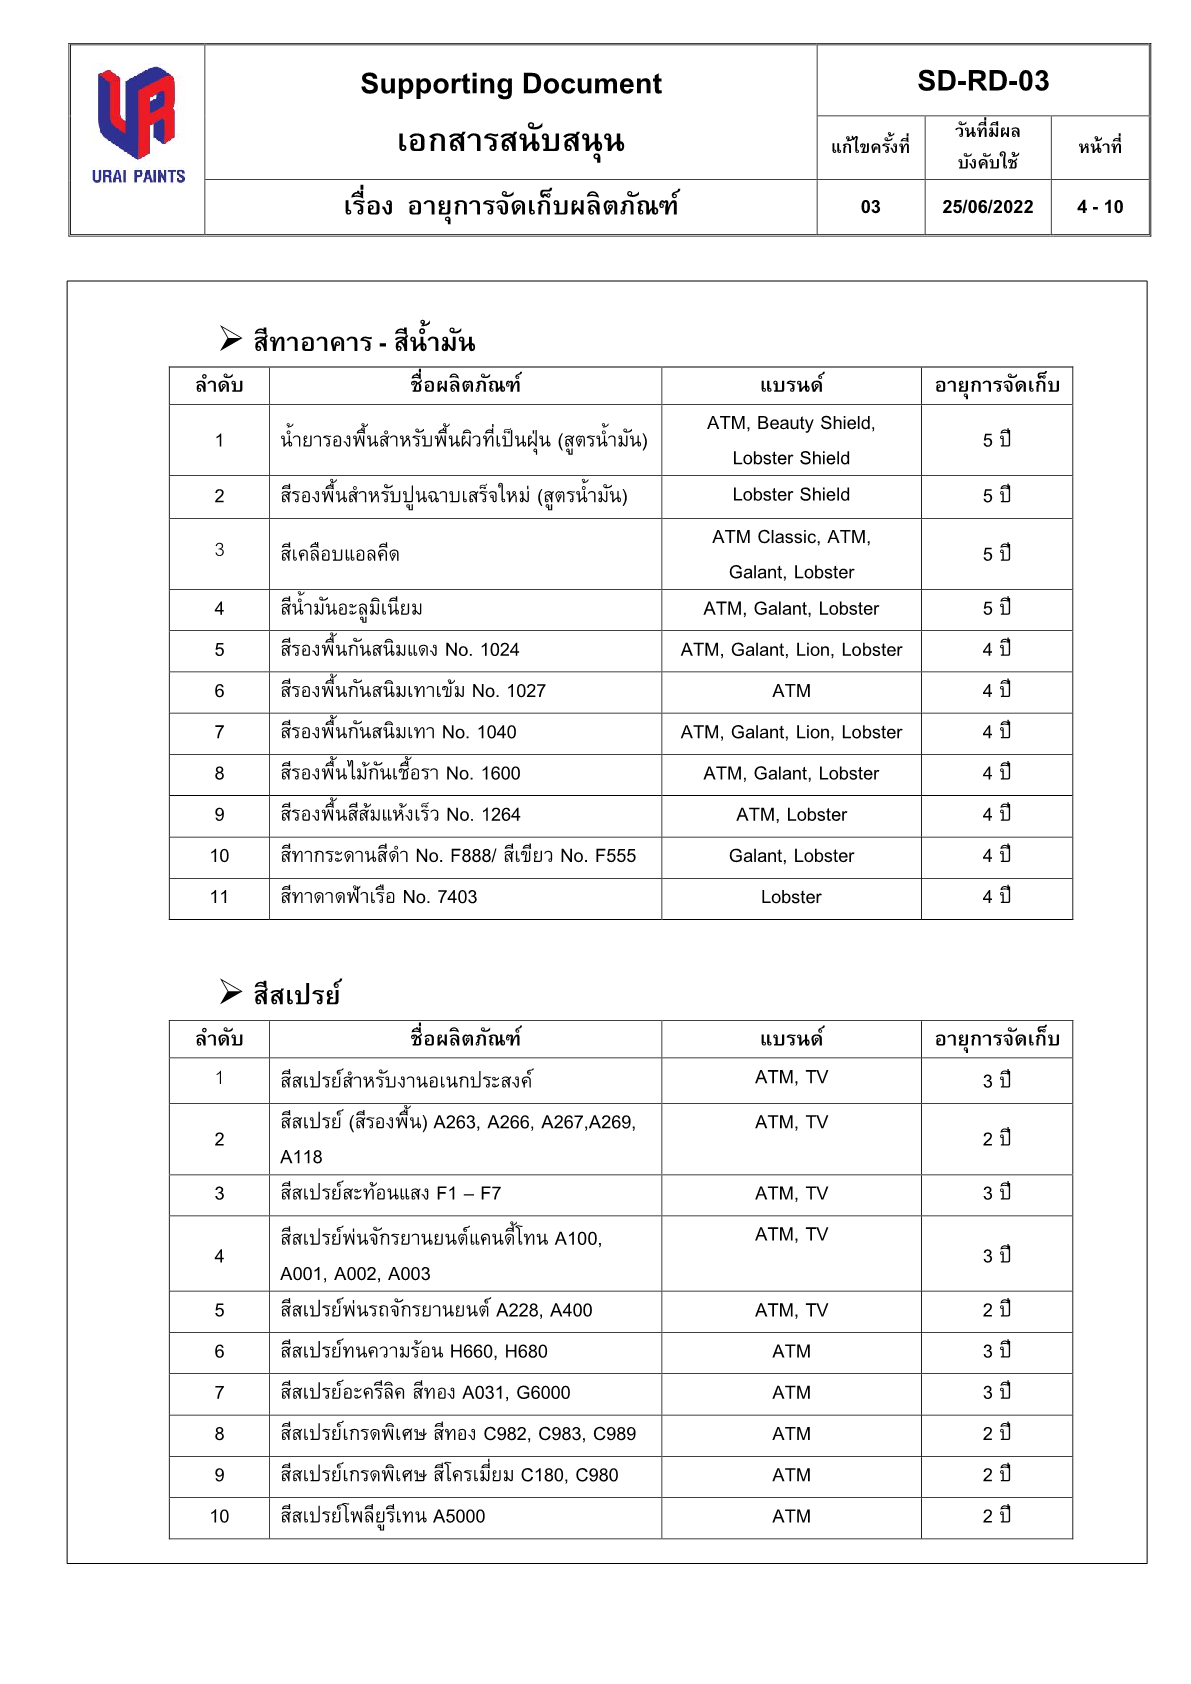 URAI PAINTS
Supporting Document
เอกสารสนับสนุน
เรื่อง อายุการจัดเก็บผลิตภัณฑ์
SD-RD-03
แก้ไขครั้งที่
วันที่มีผล
บังคับใช้
หน้าที่
03 25/06/2022 4 - 10
➢ สีทาอาคาร - สีน้ำมัน
ลำดับ ชื่อผลิตภัณฑ์ แบรนด์ อายุการจัดเก็บ
1 น้ำยารองพื้นสำหรับพื้นผิวที่เป็นฝุ่น (สูตรน้ำมัน) ATM, Beauty Shield, 5 ปี
Lobster Shield
2 สีรองพื้นสำหรับปูนฉาบเสร็จใหม่ (สูตรน้ำมัน) Lobster Shield 5 ปี
3 สีเคลือบแอลคีด ATM Classic, ATM, 5 ปี
Galant, Lobster
4 สีน้ำมันอะลูมิเนียม ATM, Galant, Lobster 5 ปี
5 สีรองพื้นกันสนิมแดง No. 1024 ATM, Galant, Lion, Lobster 4 ปี
6 สีรองพื้นกันสนิมเทาเข้ม No. 1027 ATM 4 ปี
7 สีรองพื้นกันสนิมเทา No. 1040 ATM, Galant, Lion, Lobster 4 ปี
8 สีรองพื้นไม้กันเชื้อรา No. 1600 ATM, Galant, Lobster 4 ปี
9 สีรองพื้นสีส้มแห้งเร็ว No. 1264 ATM, Lobster 4 ปี
10 สีทากระดานสีดำ No. F888/ สีเขียว No. F555 Galant, Lobster 4 ปี
11 สีทาดาดฟ้าเรือ No. 7403 Lobster 4 ปี
➢ สีสเปรย์
ลำดับ ชื่อผลิตภัณฑ์ แบรนด์ อายุการจัดเก็บ
1 สีสเปรย์สำหรับงานอเนกประสงค์ ATM, TV 3 ปี
2 สีสเปรย์ (สีรองพื้น) A263, A266, A267,A269, ATM, TV 2 ปี
A118
3 สีสเปรย์สะท้อนแสง F1 – F7 ATM, TV 3 ปี
4 สีสเปรย์พ่นจักรยานยนต์แคนดี้โทน A100, ATM, TV 3 ปี
A001, A002, A003
5 สีสเปรย์พ่นรถจักรยานยนต์ A228, A400 ATM, TV 2 ปี
6 สีสเปรย์ทนความร้อน H660, H680 ATM 3 ปี
7 สีสเปรย์อะครีลิค สีทอง A031, G6000 ATM 3 ปี
8 สีสเปรย์เกรดพิเศษ สีทอง C982, C983, C989 ATM 2 ปี
9 สีสเปรย์เกรดพิเศษ สีโครเมี่ยม C180, C980 ATM 2 ปี
10 สีสเปรย์โพลียูรีเทน A5000 ATM 2 ปี